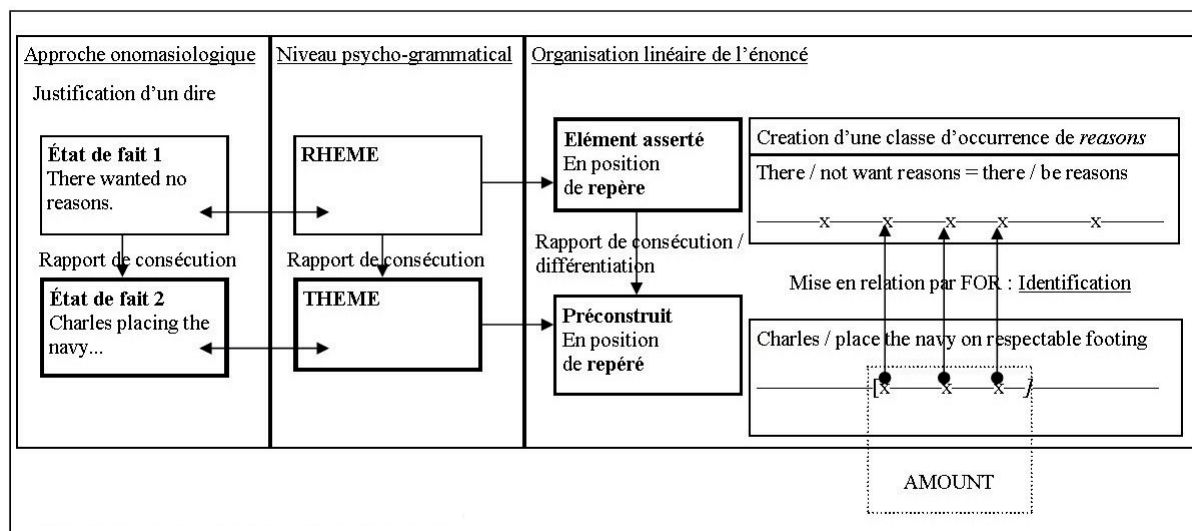 Approche onomasiologique
Justification d’un dire
État de fait 1
There wanted no
reasons.
Rapport de consécution
État de fait 2
Charles placing the
navy...
Niveau psycho-grammatical
RHEME
Rapport de consécution
THEME
Organisation linéaire de l’énoncé
Elément asserté
En position
de repère
Rapport de consécution /
différentiation
Préconstruit
En position
de repéré
Creation d’une classe d’occurrence de reasons
There / not want reasons = there / be reasons
x x x x x
Mise en relation par FOR : Identification
Charles / place the navy on respectable footing
[x x x ]
AMOUNT